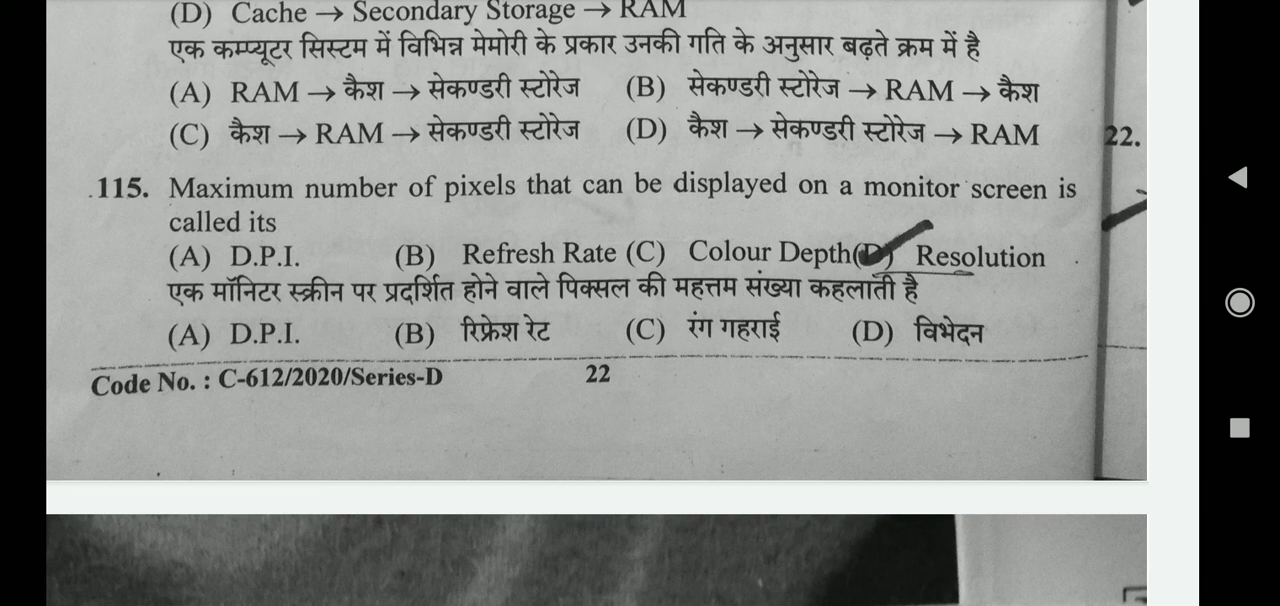 (D) Cache → Secondary Storage → RAM
एक कम्प्यूटर सिस्टम में विभिन्न मेमोरी के प्रकार उनकी गति के अनुसार बढ़ते क्रम में है
(A) RAM → कैश → सेकण्डरी स्टोरेज (B) सेकण्डरी स्टोरेज → RAM → कैश
(C) कैश → RAM → सेकण्डरी स्टोरेज (D) कैश → सेकण्डरी स्टोरेज → RAM
22.
115. Maximum number of pixels that can be displayed on a monitor screen is
called its
(A) D.P.I. (B) Refresh Rate (C) Colour Depth (D) Resolution
एक मॉनिटर स्क्रीन पर प्रदर्शित होने वाले पिक्सल की महत्तम संख्या कहलाती है
(A) D.P.I. (B) रिफ्रेश रेट (C) रंग गहराई (D) विभेदन
Code No. : C-612/2020/Series-D 22